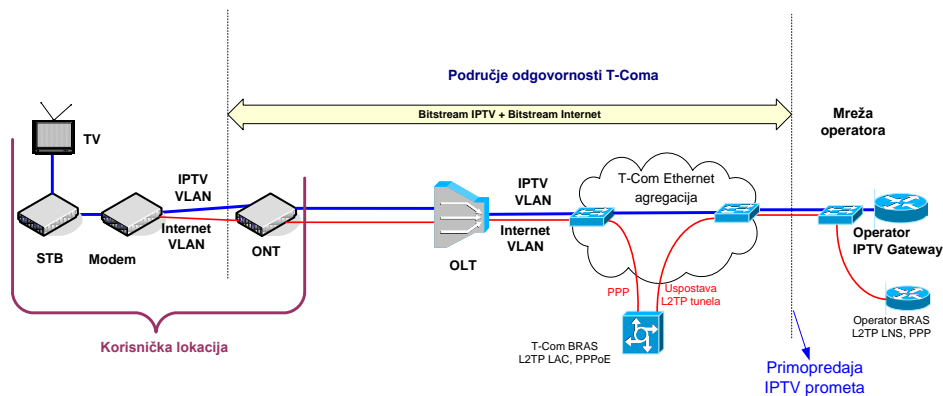 Područje odgovornosti T-Coma
Bitstream IPTV + Bitstream Internet
Mreža
operatora
TV
IPTV
VLAN
Internet
VLAN
STB
Modem
ONT
OLT
IPTV
VLAN
Internet
VLAN
T-Com Ethernet
agregacija
Operator
IPTV Gateway
PPP
Uspostava
L2TP tunela
T-Com BRAS
L2TP LAC, PPPoE
Operator BRAS
L2TP LNS, PPP
Korisnička lokacija
Primopredaja
IPTV prometa